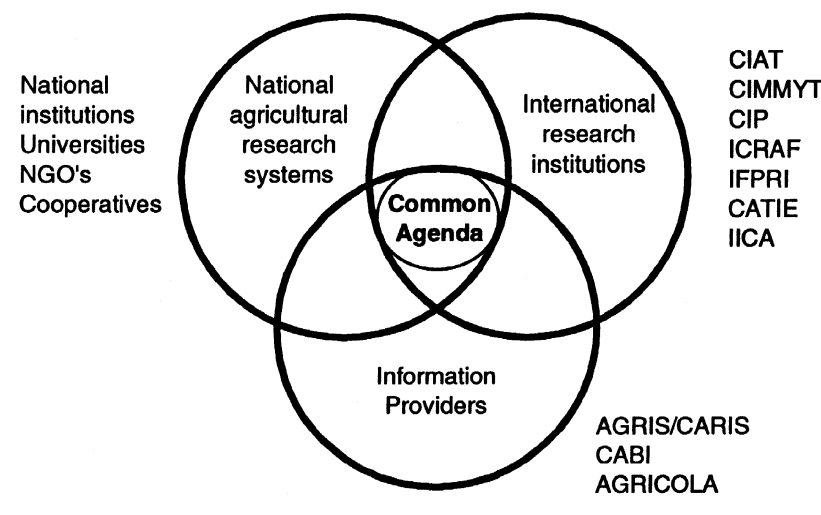 National
institutions
Universities
NGO's
Cooperatives
National
agricultural
research
systems
International
research
institutions
CIAT
CIMMYT
CIP
ICRAF
IFPRI
CATIE
IICA
Common
Agenda
Information
Providers
AGRIS/CARIS
CABI
AGRICOLA